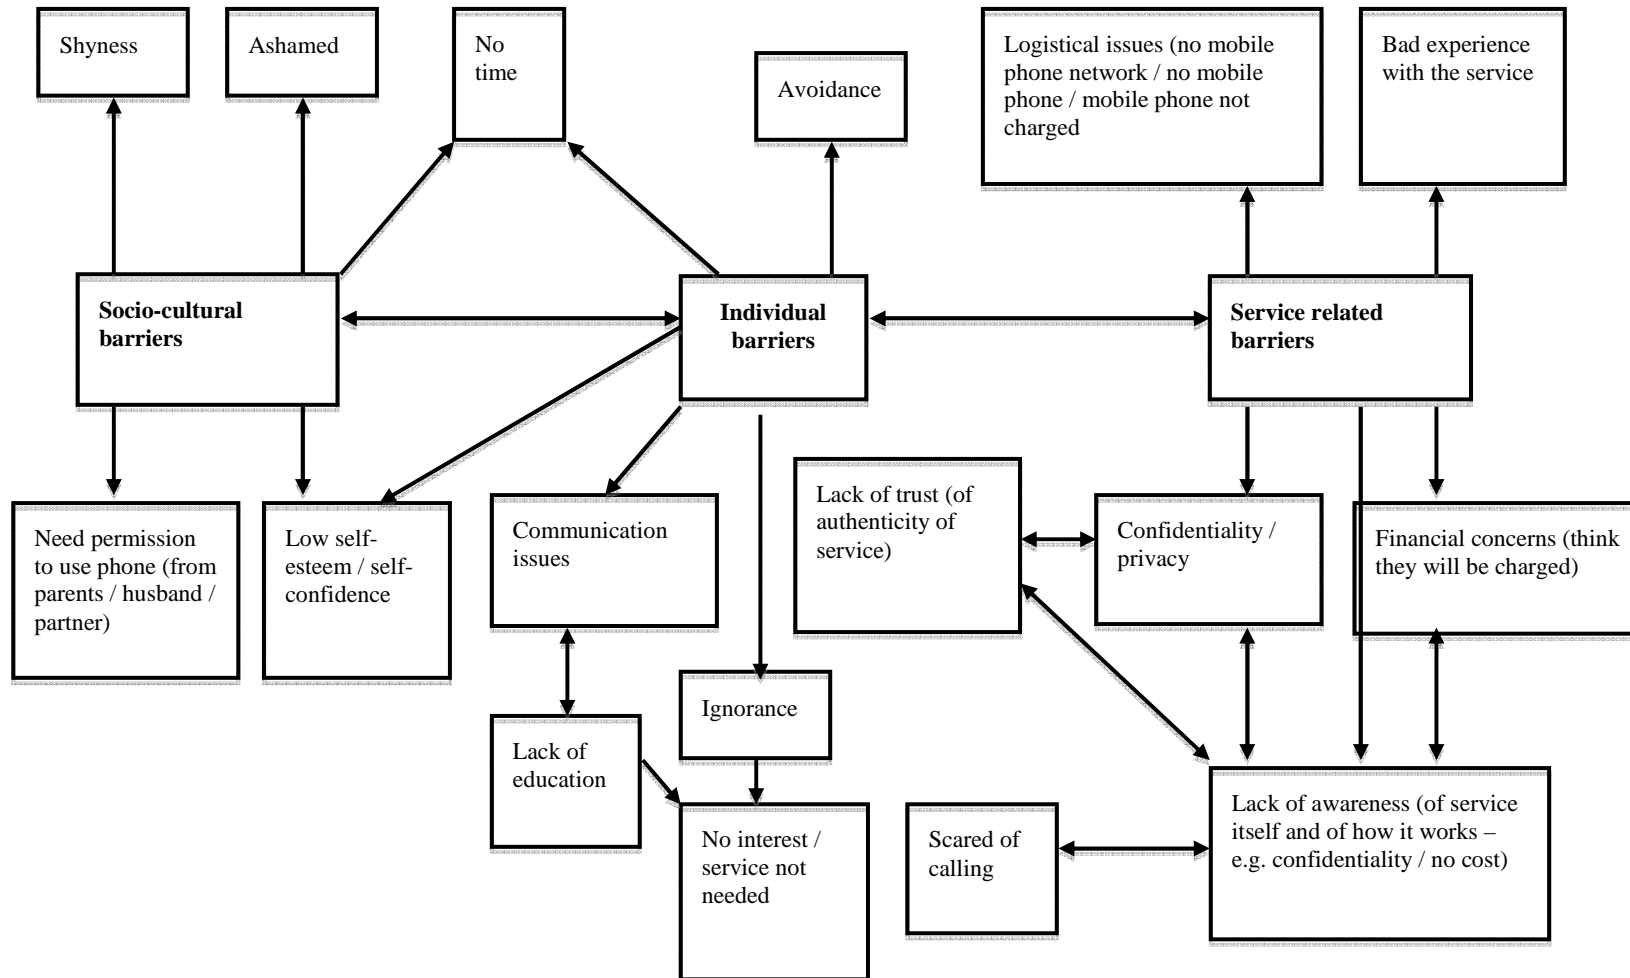 Shyness
Ashamed
No
time
Avoidance
Logistical issues (no mobile
phone network / no mobile
phone / mobile phone not
charged
Bad experience
with the service
Socio-cultural
barriers
Individual
barriers
Service related
barriers
Need permission
to use phone (from
parents / husband /
partner)
Low self-
esteem / self-
confidence
Communication
issues
Lack of trust (of
authenticity of
service)
Confidentiality /
privacy
Financial concerns (think
they will be charged)
Lack of
education
Ignorance
No interest /
service not
needed
Scared of
calling
Lack of awareness (of service
itself and of how it works –
e.g. confidentiality / no cost)